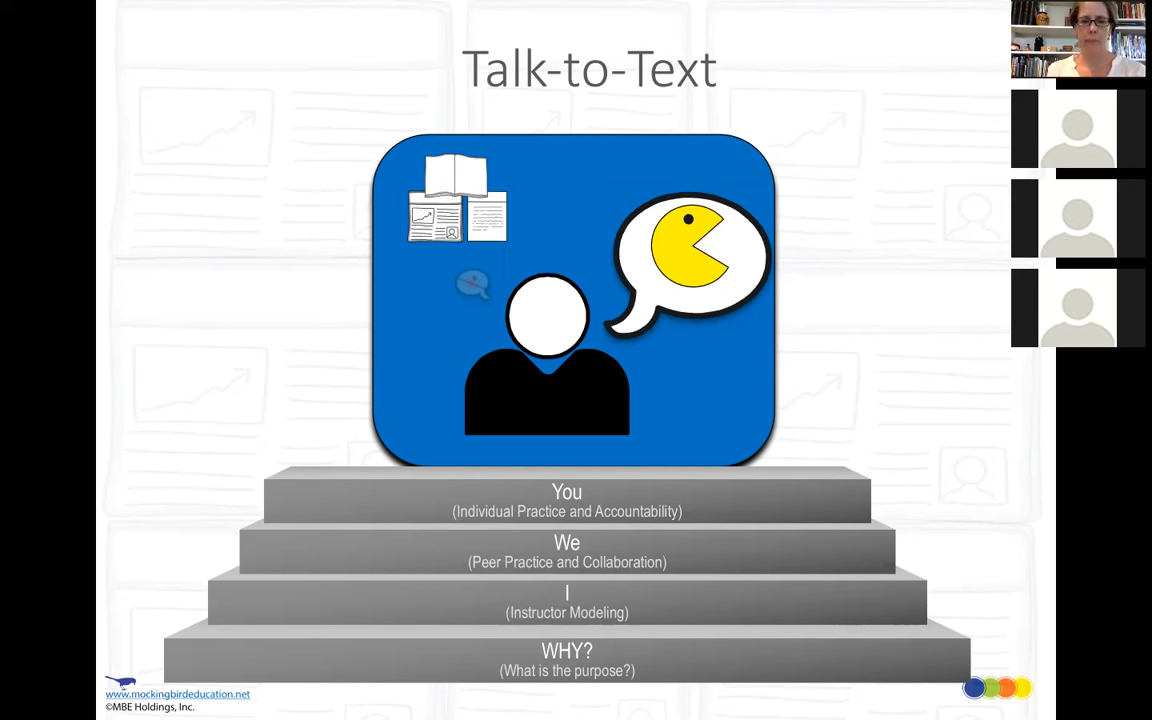 Talk-to-Text
You
(Individual Practice and Accountability)
We
(Peer Practice and Collaboration)
I
(Instructor Modeling)
WHY?
(What is the purpose?)
www.mockingbirdeducation.net
©MBE Holdings, Inc.